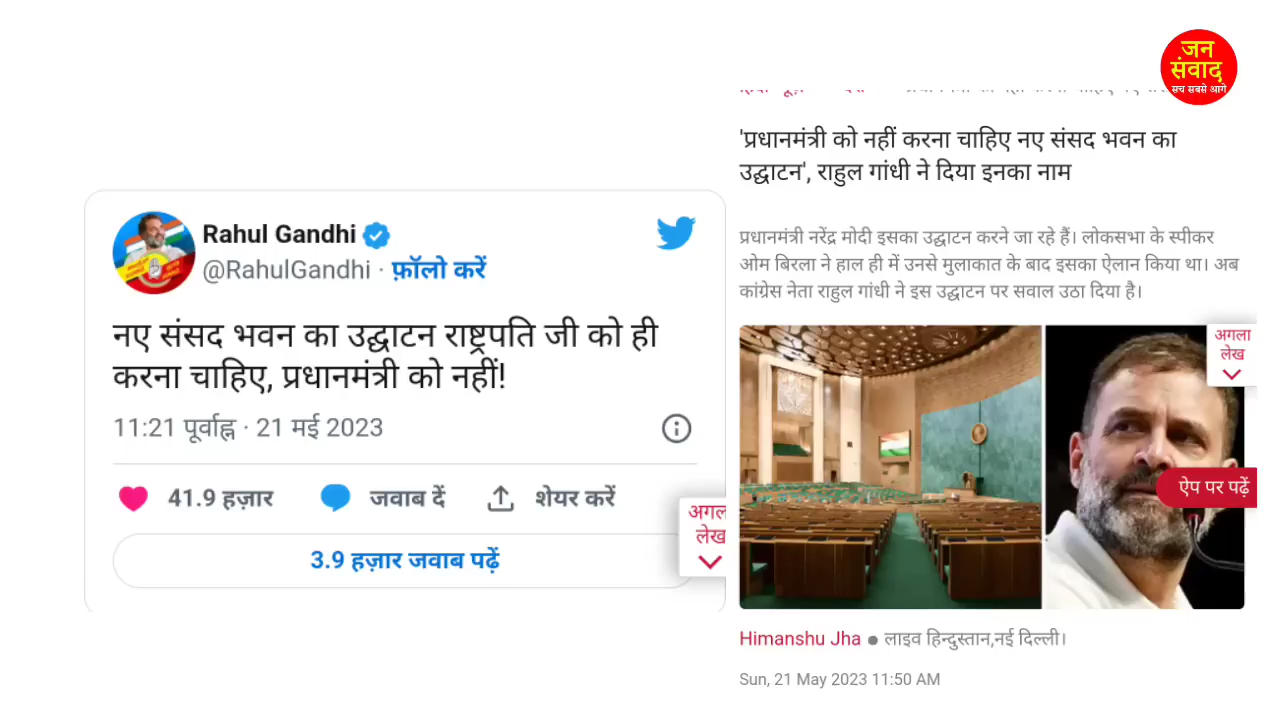 जन
संवाद
सच सबसे आगे
Rahul Gandhi
@RahulGandhi · फ़ॉलो करें
नए संसद भवन का उद्घाटन राष्ट्रपति जी को ही
करना चाहिए, प्रधानमंत्री को नहीं!
11:21 पूर्वाह्न · 21 मई 2023
41.9 हज़ार जवाब दें शेयर करें
3.9 हज़ार जवाब पढ़ें
अगल
लेख
'प्रधानमंत्री को नहीं करना चाहिए नए संसद भवन का
उद्घाटन', राहुल गांधी ने दिया इनका नाम
प्रधानमंत्री नरेंद्र मोदी इसका उद्घाटन करने जा रहे हैं। लोकसभा के स्पीकर
ओम बिरला ने हाल ही में उनसे मुलाकात के बाद इसका ऐलान किया था। अब
कांग्रेस नेता राहुल गांधी ने इस उद्घाटन पर सवाल उठा दिया है।
अगला
लेख
ऐप पर पढ़ें
Himanshu Jha ● लाइव हिन्दुस्तान,नई दिल्ली।
Sun, 21 May 2023 11:50 AM